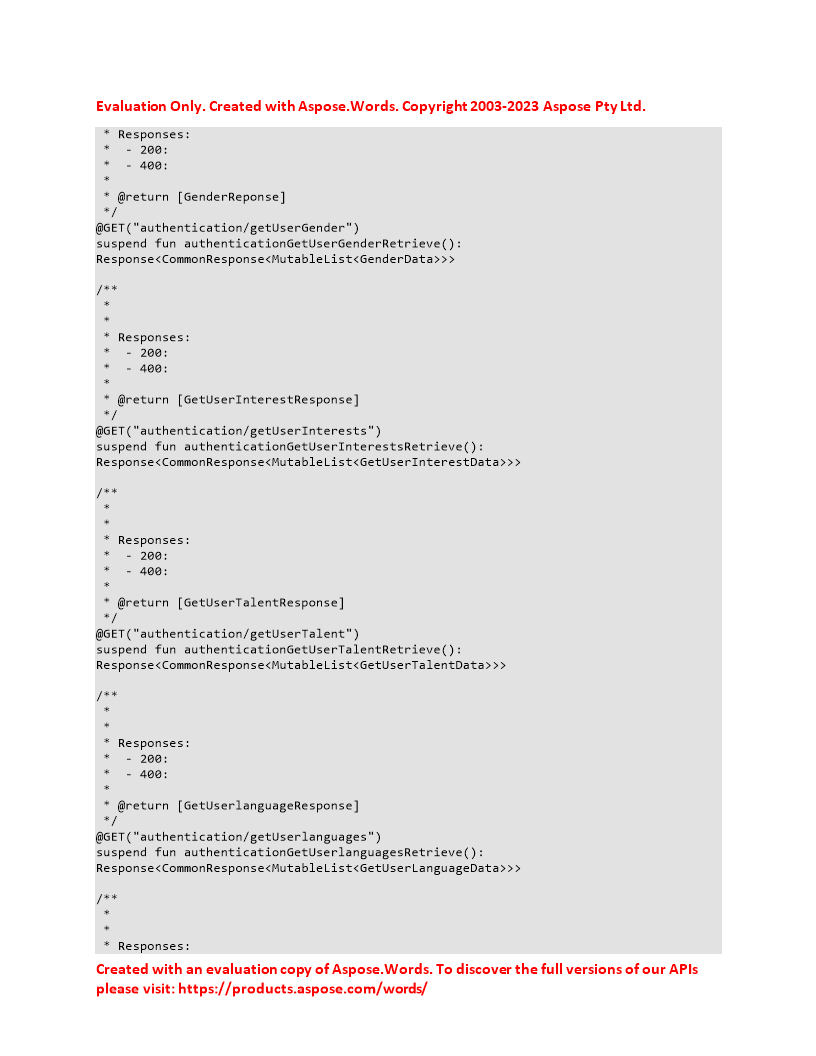 Evaluation Only. Created with Aspose.Words. Copyright 2003-2023 Aspose Pty Ltd.
 * Responses:
 *  - 200:
 *  - 400:
 *
 * @return [GenderReponse]
 */
@GET("authentication/getUserGender")
suspend fun authenticationGetUserGenderRetrieve():
Response<CommonResponse<MutableList<GenderData>>>

/**
 *
 *
 * Responses:
 *  - 200:
 *  - 400:
 *
 * @return [GetUserInterestResponse]
 */
@GET("authentication/getUserInterests")
suspend fun authenticationGetUserInterestsRetrieve():
Response<CommonResponse<MutableList<GetUserInterestData>>>

/**
 *
 *
 * Responses:
 *  - 200:
 *  - 400:
 *
 * @return [GetUserTalentResponse]
 */
@GET("authentication/getUserTalent")
suspend fun authenticationGetUserTalentRetrieve():
Response<CommonResponse<MutableList<GetUserTalentData>>>

/**
 *
 *
 * Responses:
 *  - 200:
 *  - 400:
 *
 * @return [GetUserlanguageResponse]
 */
@GET("authentication/getUserlanguages")
suspend fun authenticationGetUserlanguagesRetrieve():
Response<CommonResponse<MutableList<GetUserLanguageData>>>

/**
 *
 *
 * Responses:
Created with an evaluation copy of Aspose.Words. To discover the full versions of our APIs
please visit: https://products.aspose.com/words/